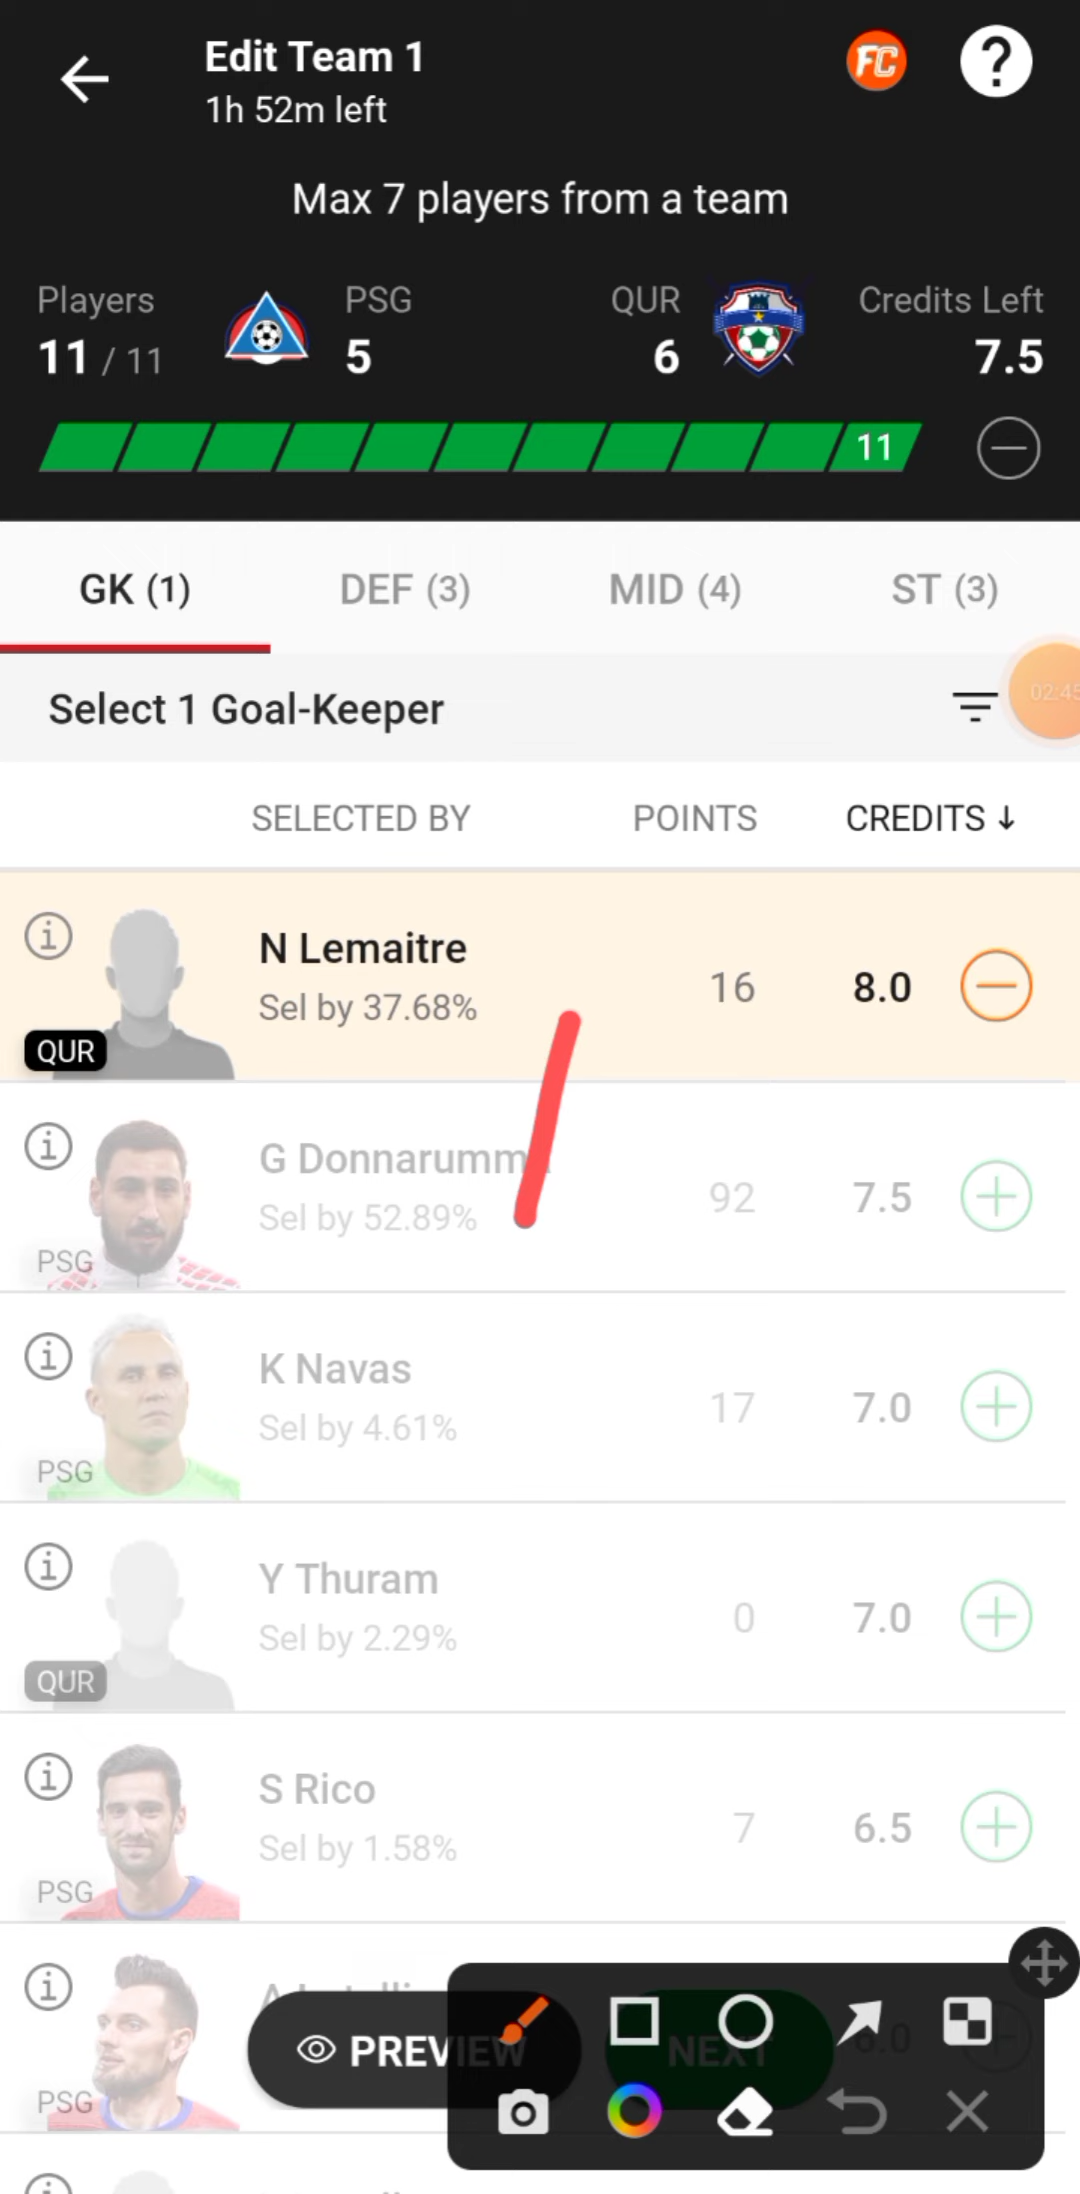 Edit Team 1
1h 52m left
FC
?
Max 7 players from a team
Players
PSG
QUR
Credits Left
11 / 11
5
6
7.5
11
GK (1)
DEF (3)
MID (4)
ST (3)
Select 1 Goal-Keeper
02:45
SELECTED BY
POINTS
CREDITS ↓
N Lemaitre
Sel by 37.68%
16
8.0
QUR
G Donnarumm
Sel by 52.89%
92
7.5
PSG
K Navas
Sel by 4.61%
17
7.0
PSG
Y Thuram
Sel by 2.29%
0
7.0
QUR
S Rico
Sel by 1.58%
7
6.5
PSG
PREVIEW
NEXT
PSG